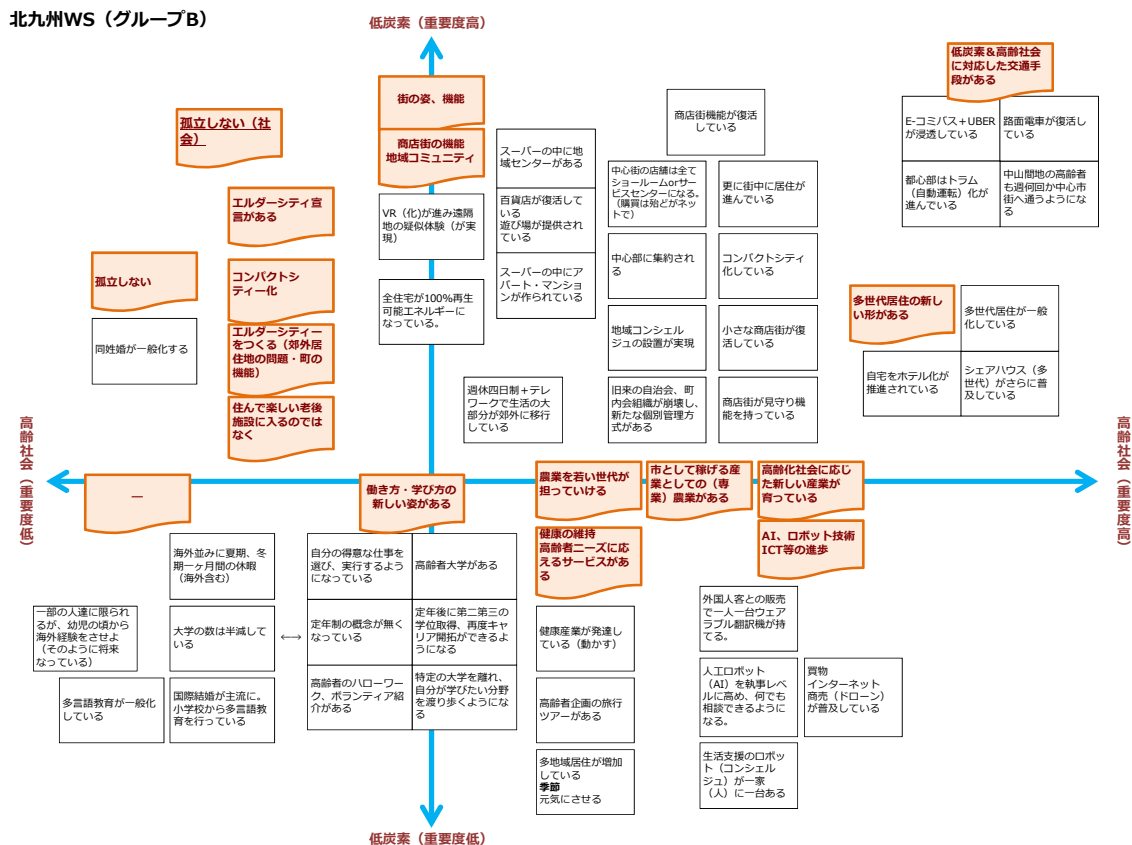 北九州WS（グループB）
低炭素（重要度高）
低炭素＆高齢社会
に対応した交通手
段がある
E-コミバス＋UBER
が浸透している
路面電車が復活し
ている
都心部はトラム
（自動運転）化が
進んでいる
中山間地の高齢者
も週何回か中心市
街へ通うようにな
る
街の姿、機能
商店街の機能
地域コミュニティ
孤立しない（社
会）
商店街機能が復活
している
スーパーの中に地
域センターがある
百貨店が復活して
いる
遊び場が提供され
ている
スーパーの中にア
パート・マンショ
ンが作られている
中心街の店舗は全て
ショールームorサー
ビスセンターになる。
（購買は殆どがネッ
トで）
更に街中に居住が
進んでいる
エルダーシティ宣
言がある
VR（化)が進み遠隔
地の疑似体験（が実
現）
中心部に集約され
る
コンパクトシティ
化している
孤立しない
コンパクトシ
ティー化
全住宅が100%再生
可能エネルギーに
なっている。
多世代居住の新し
い形がある
多世代居住が一般
化している
自宅をホテル化が
推進されている
シェアハウス（多
世代）がさらに普
及している
同姓婚が一般化する
エルダーシティー
をつくる（郊外居
住地の問題・町の
機能）
地域コンシェル
ジュの設置が実現
小さな商店街が復
活している
住んで楽しい老後
施設に入るのでは
なく
週休四日制＋テレ
ワークで生活の大
部分が郊外に移行
している
旧来の自治会、町
内会組織が崩壊し、
新たな個別管理方
式がある
商店街が見守り機
能を持っている
高齢社会（重要度低）
高齢社会（重要度高）
―
働き方・学び方の
新しい姿がある
農業を若い世代が
担っていける
市として稼げる産
業としての（専
業）農業がある
高齢化社会に応じ
た新しい産業が
育っている
健康の維持
高齢者ニーズに応
えるサービスがあ
る
AI、ロボット技術
ICT等の進歩
海外並みに夏期、冬
期一ヶ月間の休暇
（海外含む）
自分の得意な仕事を
選び、実行するよう
になっている
高齢者大学がある
一部の人達に限られ
るが、幼児の頃から
海外経験をさせよ
（そのように将来
なっている）
大学の数は半減して
いる
↔
定年制の概念が無く
なっている
定年後に第二第三の
学位取得、再度キャ
リア開拓ができるよ
うになる
健康産業が発達し
ている（動かす）
外国人客との販売
で一人一台ウェア
ラブル翻訳機が
持てる。
多言語教育が一般化
している
国際結婚が主流に。
小学校から多言語教
育を行っている
高齢者のハローワー
ク、ボランティア紹
介がある
特定の大学を離れ、
自分が学びたい分野
を渡り歩くようにな
る
高齢者企画の旅行
ツアーがある
人工ロボット
（AI）を執事レベ
ルに高め、何でも
相談できるように
なる。
買物
インターネット
商売（ドローン）
が普及している
多地域居住が増加
している
季節
元気にさせる
生活支援のロボッ
ト（コンシェル
ジュ）が一家
（人）に一台ある
低炭素（重要度低）